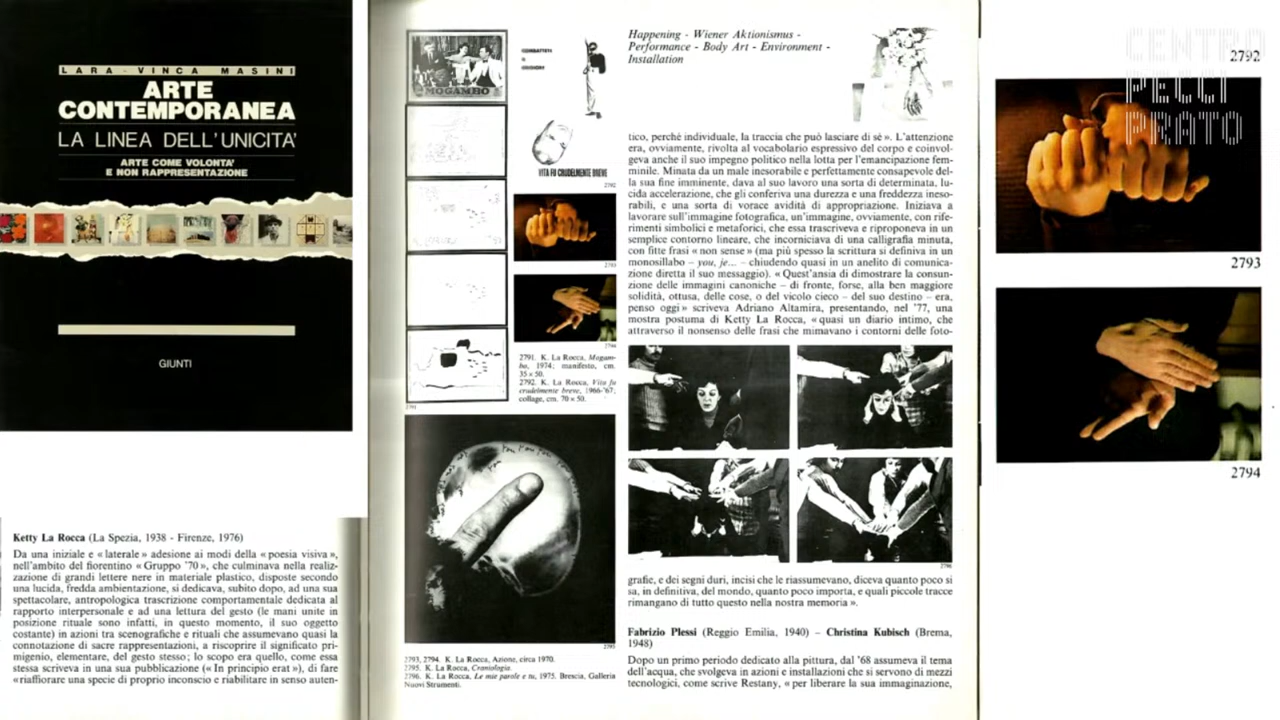 LARA-VINCA MASINI
ARTE
CONTEMPORANEA
LA LINEA DELL'UNICITA'
ARTE COME VOLONTA'
E NON RAPPRESENTAZIONE
GIUNTI
Ketty La Rocca (La Spezia, 1938 - Firenze, 1976)
Da una iniziale e « laterale » adesione ai modi della « poesia visiva »,
nell'ambito del fiorentino « Gruppo '70 », che culminava nella realiz-
zazione di grandi lettere nere in materiale plastico, disposte secondo
una lucida, fredda ambientazione, si dedicava, subito dopo, ad una sua
spettacolare, antropologica trascrizione comportamentale dedicata al
rapporto interpersonale e ad una lettura del gesto (le mani unite in
posizione rituale sono infatti, in questo momento, il suo oggetto
costante) in azioni tra scenografiche e rituali che assumevano quasi la
connotazione di sacre rappresentazioni, a riscoprire il significato pri-
migenio, elementare, del gesto stesso; lo scopo era quello, come essa
stessa scriveva in una sua pubblicazione (« In principio erat »), di fare
« riaffiorare una specie di proprio inconscio e riabilitare in senso auten-
MOGAMBO
VITA FU CRUDELMENTE BREVE
2792
2793
2794
2791. K. La Rocca, Mogam-
bo, 1974; manifesto, cm.
35 × 50.
2792. K. La Rocca, Vita fu
crudelmente breve, 1966-'67;
collage, cm. 70 × 50.
2791
2795
2793, 2794. K. La Rocca, Azione, circa 1970.
2795. K. La Rocca, Craniologia.
2796. K. La Rocca, Le mie parole e tu, 1975. Brescia, Galleria
Nuovi Strumenti.
Happening - Wiener Aktionismus -
Performance - Body Art - Environment -
Installation
tico, perché individuale, la traccia che può lasciare di sé ». L'attenzione
era, ovviamente, rivolta al vocabolario espressivo del corpo e coinvol-
geva anche il suo impegno politico nella lotta per l'emancipazione fem-
minile. Minata da un male inesorabile e perfettamente consapevole del-
la sua fine imminente, dava al suo lavoro una sorta di determinata, lu-
cida accelerazione, che gli conferiva una durezza e una freddezza ineso-
rabili, e una sorta di vorace avidità di appropriazione. Iniziava a
lavorare sull'immagine fotografica, un'immagine, ovviamente, con rife-
rimenti simbolici e metaforici, che essa trascriveva e riproponeva in un
semplice contorno lineare, che incorniciava di una calligrafia minuta,
con fitte frasi « non sense » (ma più spesso la scrittura si definiva in un
monosillabo – you, je... – chiudendo quasi in un anelito di comunica-
zione diretta il suo messaggio). « Quest'ansia di dimostrare la consun-
zione delle immagini canoniche – di fronte, forse, alla ben maggiore
solidità, ottusa, delle cose, o del vicolo cieco – del suo destino – era,
penso oggi » scriveva Adriano Altamira, presentando, nel '77, una
mostra postuma di Ketty La Rocca, « quasi un diario intimo, che
attraverso il nonsenso delle frasi che mimavano i contorni delle foto-
2796
grafie, e dei segni duri, incisi che le riassumevano, diceva quanto poco si
sa, in definitiva, del mondo, quanto poco importa, e quali piccole tracce
rimangano di tutto questo nella nostra memoria ».
Fabrizio Plessi (Reggio Emilia, 1940) – Christina Kubisch (Brema,
1948)
Dopo un primo periodo dedicato alla pittura, dal '68 assumeva il tema
dell'acqua, che svolgeva in azioni e installazioni che si servono di mezzi
tecnologici, come scrive Restany, « per liberare la sua immaginazione,
CENTRO
PECCI
PRATO
2792
2793
2794